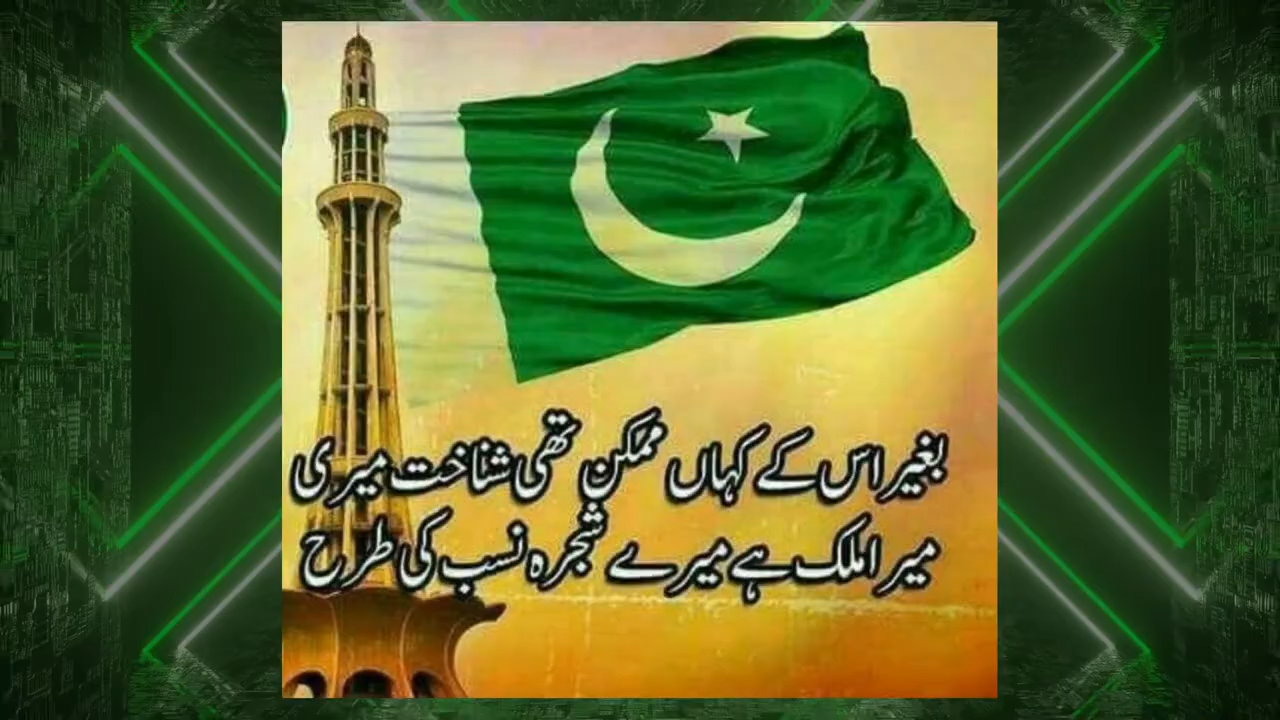 بغیر اس کے کہاں ممکن تھی شناخت میری
میرا ملک ہے میرے شجرہ نسب کی طرح